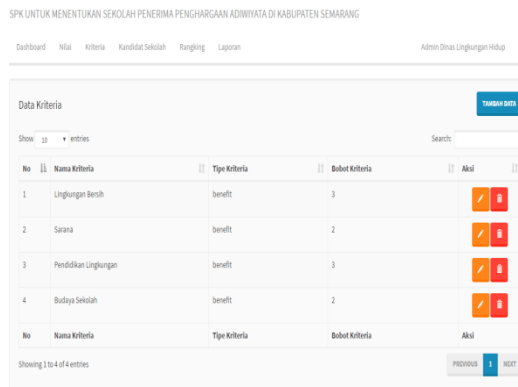 SPK UNTUK MENENTUKAN SEKOLAH PENERIMA PENGHARGAAN ADIWIYATA DI KABUPATEN SEMARANG
Dashboard Nilai Kriteria Kandidat Sekolah Rangking Laporan Admin Dinas Lingkungan Hidup
Data Kriteria TAMBAH DATA
Show 10 entries Search:
No Nama Kriteria Tipe Kriteria Bobot Kriteria Aksi
1 Lingkungan Bersih benefit 3
2 Sarana benefit 2
3 Pendidikan Lingkungan benefit 3
4 Budaya Sekolah benefit 2
No Nama Kriteria Tipe Kriteria Bobot Kriteria Aksi
Showing 1 to 4 of 4 entries PREVIOUS 1 NEXT